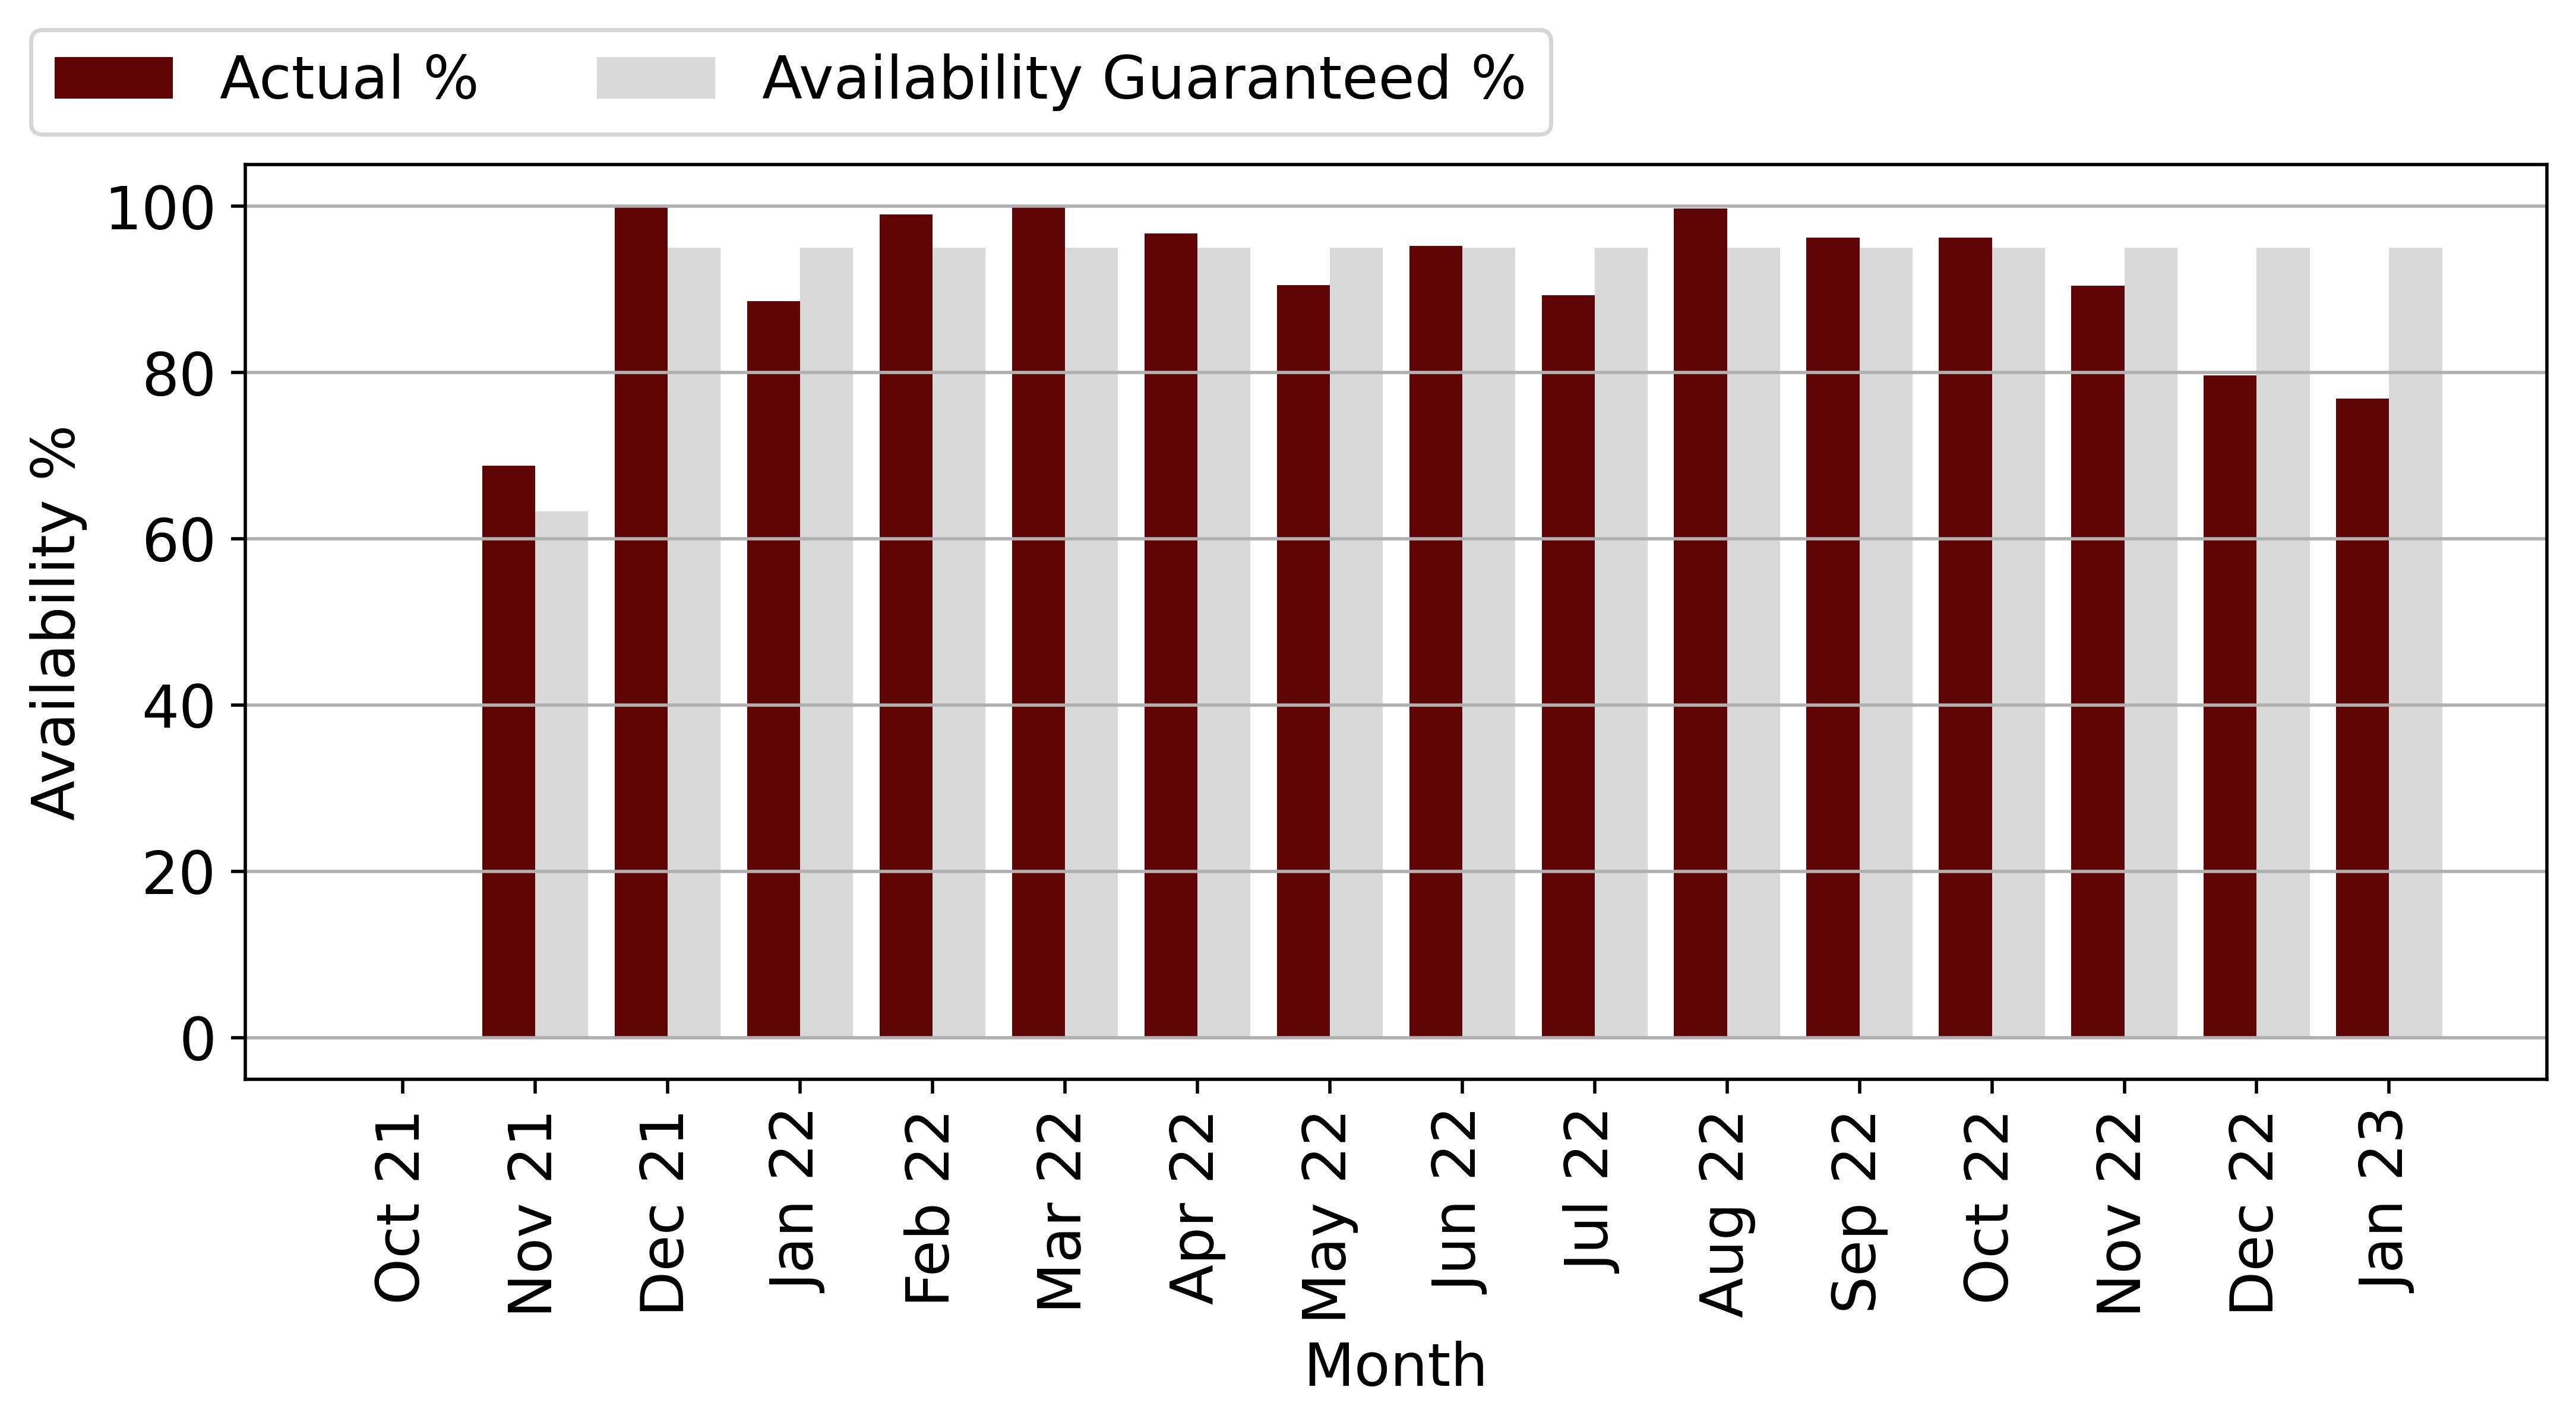 Actual %
Availability Guaranteed %
Availability %
100
80
60
40
20
0
Oct 21
Nov 21
Dec 21
Jan 22
Feb 22
Mar 22
Apr 22
May 22
Jun 22
Jul 22
Aug 22
Sep 22
Oct 22
Nov 22
Dec 22
Jan 23
Month